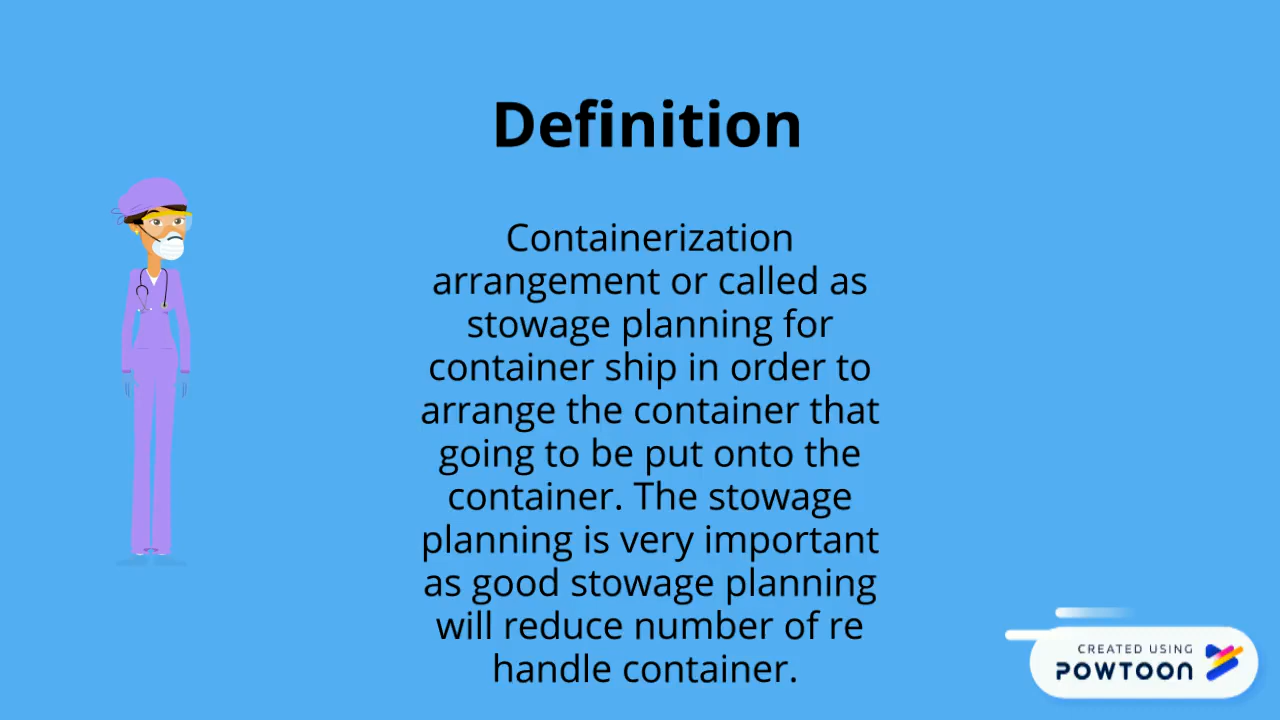 Definition
Containerization
arrangement or called as
stowage planning for
container ship in order to
arrange the container that
going to be put onto the
container. The stowage
planning is very important
as good stowage planning
will reduce number of re
handle container.
CREATED USING
POWTOON